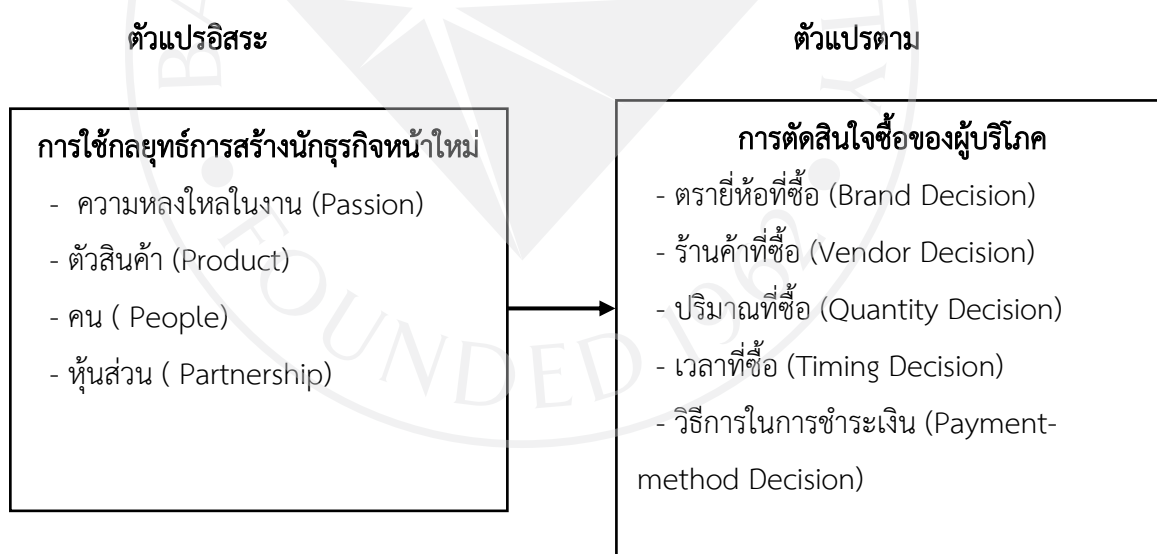 ตัวแปรอิสระ
ตัวแปรตาม
การใช้กลยุทธ์การสร้างนักธุรกิจหน้าใหม่
- ความหลงใหลในงาน (Passion)
- ตัวสินค้า (Product)
- คน ( People)
- หุ้นส่วน ( Partnership)
การตัดสินใจซื้อของผู้บริโภค
- ตรายี่ห้อที่ซื้อ (Brand Decision)
- ร้านค้าที่ซื้อ (Vendor Decision)
- ปริมาณที่ซื้อ (Quantity Decision)
- เวลาที่ซื้อ (Timing Decision)
- วิธีการในการชำระเงิน (Payment-
method Decision)
FOUNDED 1962